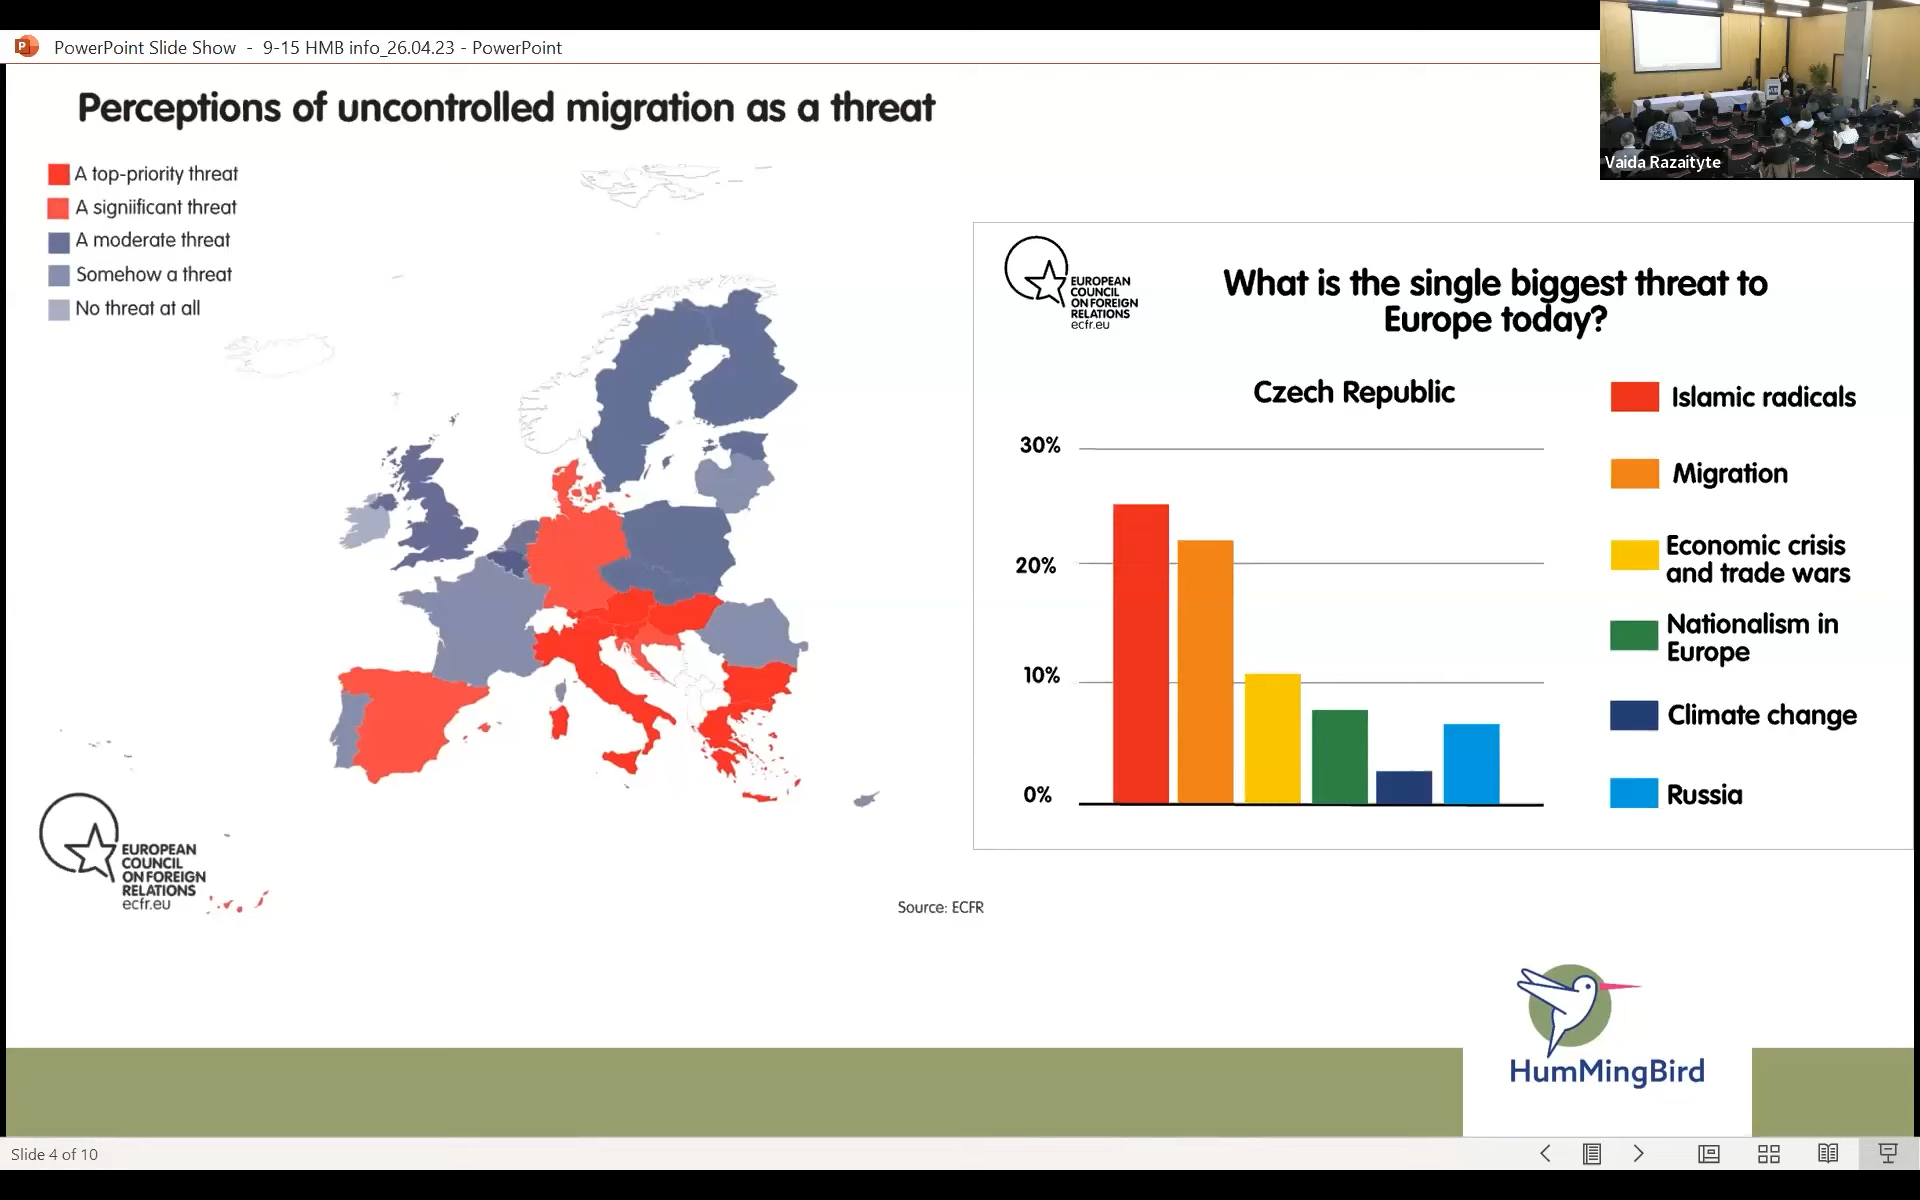 PowerPoint Slide Show - 9-15 HMB info_26.04.23 - PowerPoint
Vaida Razaityte
Perceptions of uncontrolled migration as a threat
A top-priority threat
A signiificant threat
A moderate threat
Somehow a threat
No threat at all
EUROPEAN
COUNCIL
ON FOREIGN
RELATIONS
ecfr.eu
EUROPEAN
COUNCIL
ON FOREIGN
RELATIONS
ecfr.eu
What is the single biggest threat to
Europe today?
Czech Republic
30%
20%
10%
0%
Islamic radicals
Migration
Economic crisis
and trade wars
Nationalism in
Europe
Climate change
Russia
Source: ECFR
HumMingBird
Slide 4 of 10